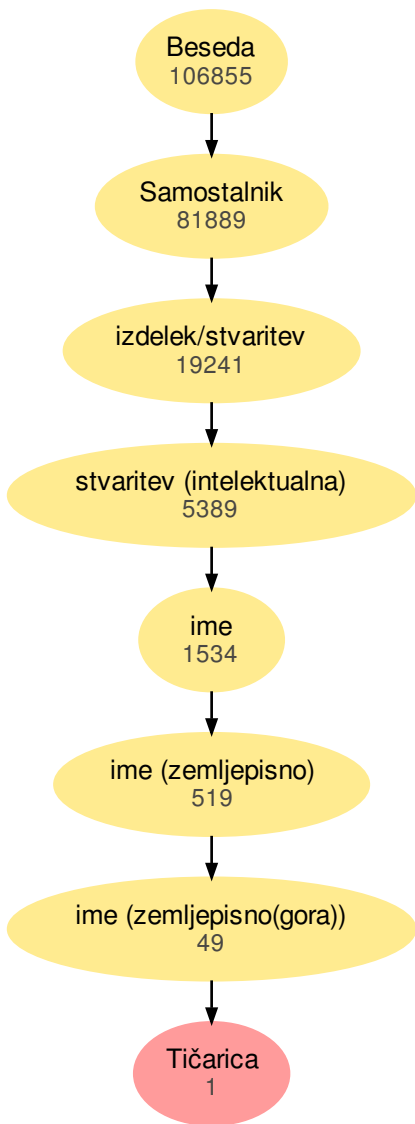 Beseda
106855
Samostalnik
81889
izdelek/stvaritev
19241
stvaritev (intelektualna)
5389
ime
1534
ime (zemljepisno)
519
ime (zemljepisno(gora))
49
Tičarica
1